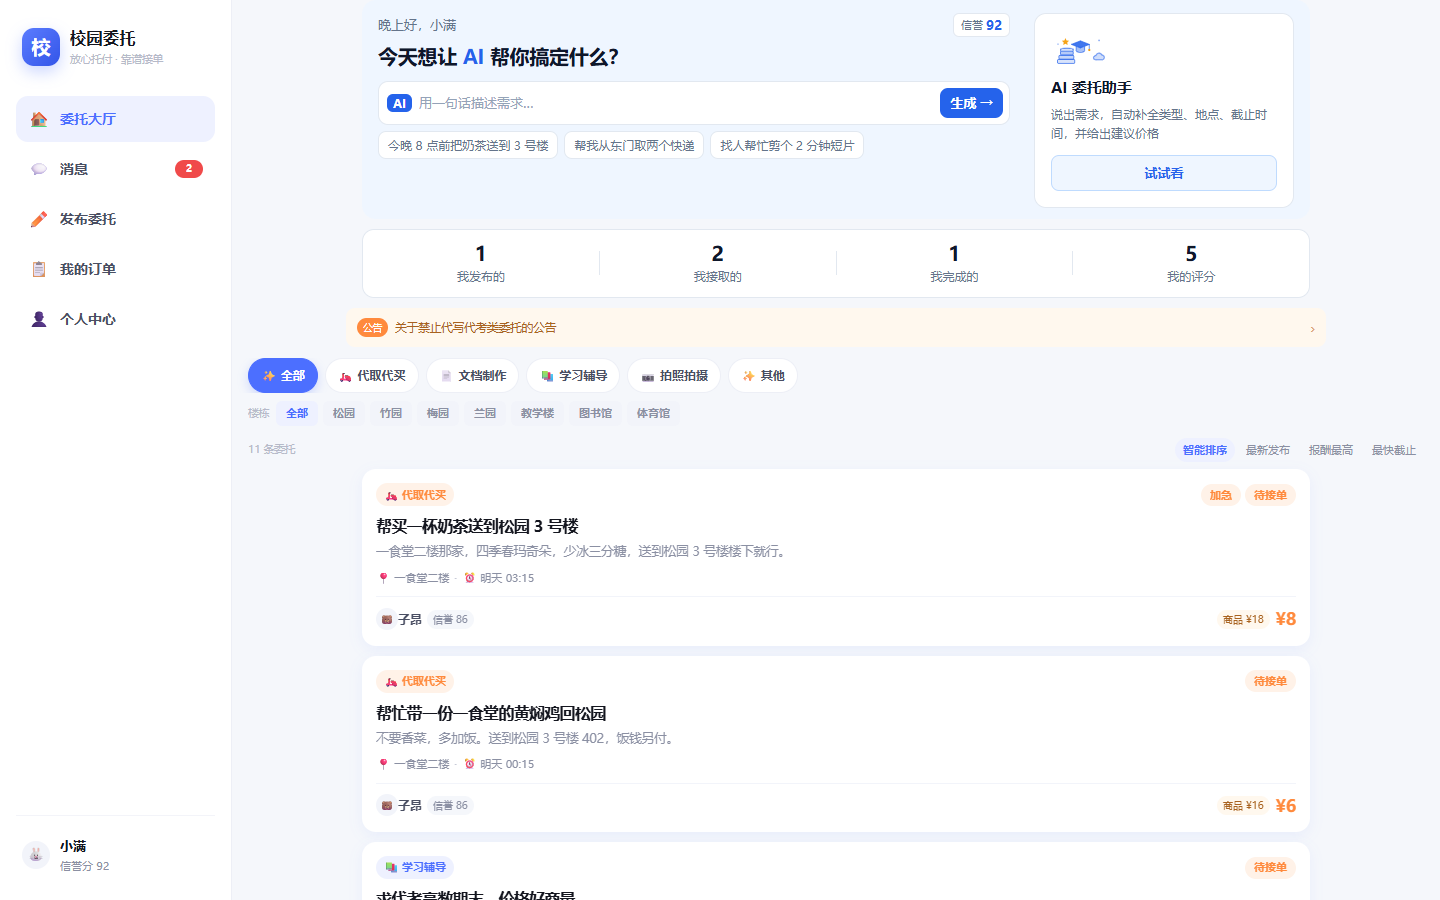 校
校园委托
放心托付 · 靠谱接单
委托大厅
消息
2
发布委托
我的订单
个人中心
小满
信誉分 92
晚上好，小满
信誉 92
今天想让 AI 帮你搞定什么？
AI 用一句话描述需求...
生成 →
今晚 8 点前把奶茶送到 3 号楼
帮我从东门取两个快递
找人帮忙剪个 2 分钟短片
AI 委托助手
说出需求，自动补全类型、地点、截止时
间，并给出建议价格
试试看
1
我发布的
2
我接取的
1
我完成的
5
我的评分
公告 关于禁止代写代考类委托的公告 ›
全部
代取代买
文档制作
学习辅导
拍照拍摄
其他
楼栋 全部 松园 竹园 梅园 兰园 教学楼 图书馆 体育馆
11 条委托
智能排序 最新发布 报酬最高 最快截止
代取代买
加急 待接单
帮买一杯奶茶送到松园 3 号楼
一食堂二楼那家，四季春玛奇朵，少冰三分糖，送到松园 3 号楼楼下就行。
一食堂二楼 · 明天 03:15
子昂 信誉 86
商品 ¥18 ¥8
代取代买
待接单
帮忙带一份一食堂的黄焖鸡回松园
不要香菜，多加饭。送到松园 3 号楼 402，饭钱另付。
一食堂二楼 · 明天 00:15
子昂 信誉 86
商品 ¥16 ¥6
学习辅导
待接单
求代考高数期末，价格好商量